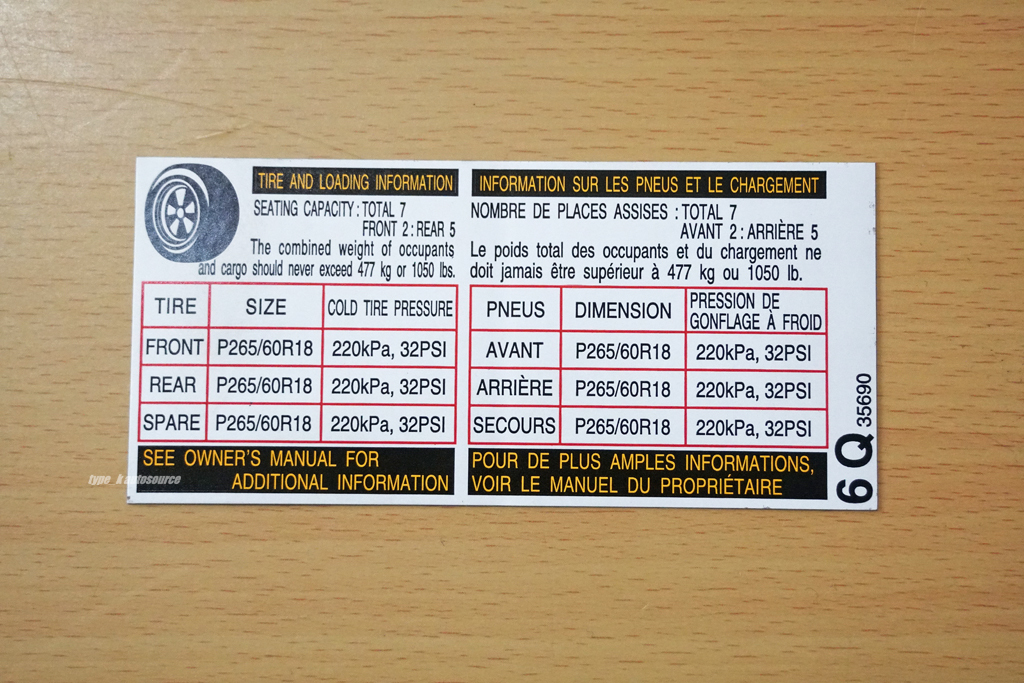 TIRE AND LOADING INFORMATION
SEATING CAPACITY : TOTAL 7
FRONT 2 : REAR 5
The combined weight of occupants
and cargo should never exceed 477 kg or 1050 lbs.
TIRE SIZE COLD TIRE PRESSURE
FRONT P265/60R18 220kPa, 32PSI
REAR P265/60R18 220kPa, 32PSI
SPARE P265/60R18 220kPa, 32PSI
SEE OWNER'S MANUAL FOR
ADDITIONAL INFORMATION
INFORMATION SUR LES PNEUS ET LE CHARGEMENT
NOMBRE DE PLACES ASSISES : TOTAL 7
AVANT 2 : ARRIÈRE 5
Le poids total des occupants et du chargement ne
doit jamais être supérieur à 477 kg ou 1050 lb.
PNEUS DIMENSION PRESSION DE
GONFLAGE À FROID
AVANT P265/60R18 220kPa, 32PSI
ARRIÈRE P265/60R18 220kPa, 32PSI
SECOURS P265/60R18 220kPa, 32PSI
POUR DE PLUS AMPLES INFORMATIONS,
VOIR LE MANUEL DU PROPRIÉTAIRE
6Q 35690
type_kautosource